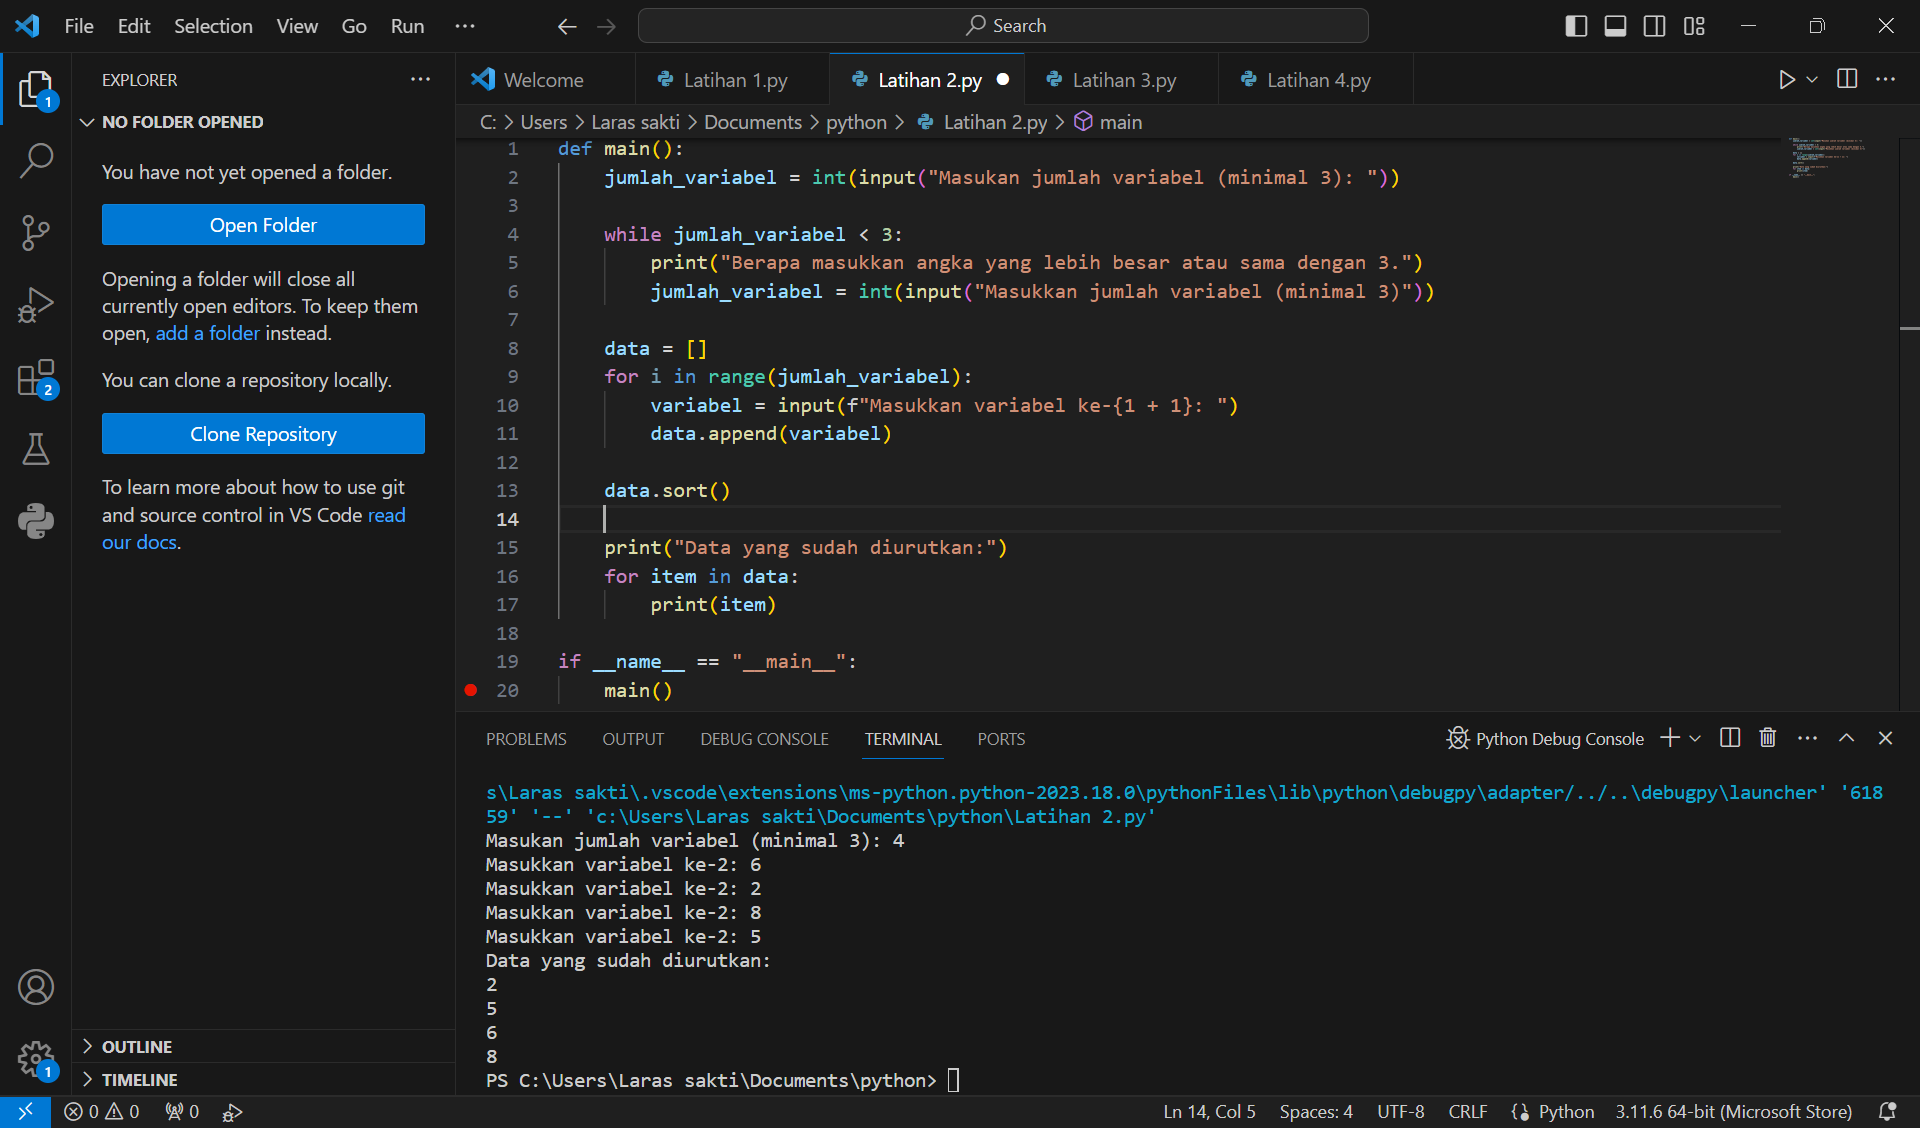 File Edit Selection View Go Run ··· Search
EXPLORER ···
NO FOLDER OPENED
You have not yet opened a folder.
Open Folder
Opening a folder will close all
currently open editors. To keep them
open, add a folder instead.
You can clone a repository locally.
Clone Repository
To learn more about how to use git
and source control in VS Code read
our docs.
OUTLINE
TIMELINE
1
2
1
Welcome Latihan 1.py Latihan 2.py Latihan 3.py Latihan 4.py
C: > Users > Laras sakti > Documents > python > Latihan 2.py > main
1 def main():
2 jumlah_variabel = int(input("Masukan jumlah variabel (minimal 3): "))
3
4 while jumlah_variabel < 3:
5 print("Berapa masukkan angka yang lebih besar atau sama dengan 3.")
6 jumlah_variabel = int(input("Masukkan jumlah variabel (minimal 3)"))
7
8 data = []
9 for i in range(jumlah_variabel):
10 variabel = input(f"Masukkan variabel ke-{1 + 1}: ")
11 data.append(variabel)
12
13 data.sort()
14
15 print("Data yang sudah diurutkan:")
16 for item in data:
17 print(item)
18
19 if __name__ == "__main__":
20 main()
PROBLEMS OUTPUT DEBUG CONSOLE TERMINAL PORTS Python Debug Console
s\Laras sakti\.vscode\extensions\ms-python.python-2023.18.0\pythonFiles\lib\python\debugpy\adapter/../..\debugpy\launcher' '618
59' '--' 'c:\Users\Laras sakti\Documents\python\Latihan 2.py'
Masukan jumlah variabel (minimal 3): 4
Masukkan variabel ke-2: 6
Masukkan variabel ke-2: 2
Masukkan variabel ke-2: 8
Masukkan variabel ke-2: 5
Data yang sudah diurutkan:
2
5
6
8
PS C:\Users\Laras sakti\Documents\python>
0 0 0 Ln 14, Col 5 Spaces: 4 UTF-8 CRLF Python 3.11.6 64-bit (Microsoft Store)